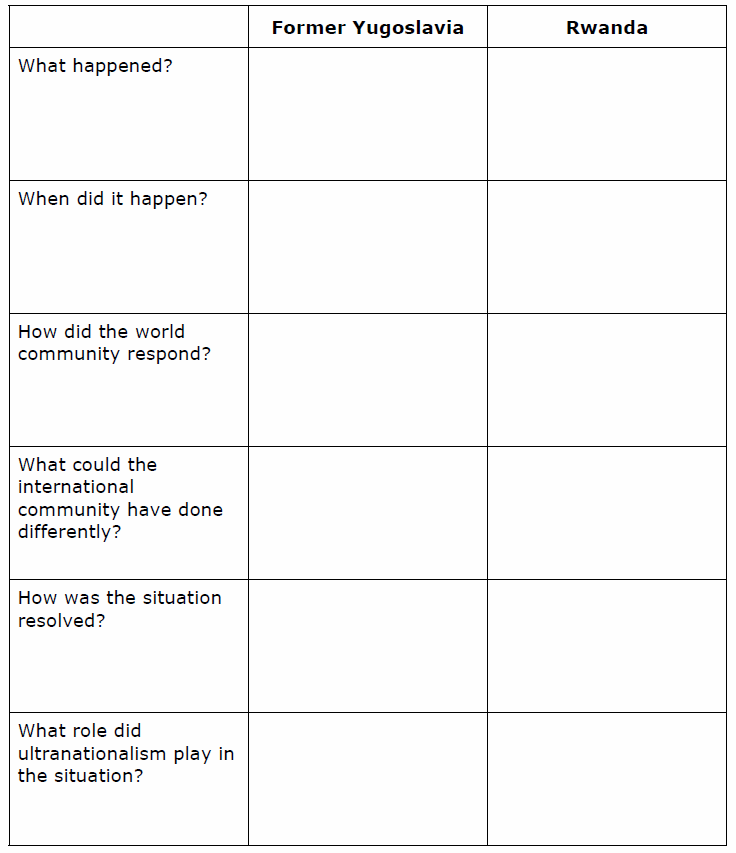 Former Yugoslavia
Rwanda
What happened?
When did it happen?
How did the world
community respond?
What could the
international
community have done
differently?
How was the situation
resolved?
What role did
ultranationalism play in
the situation?